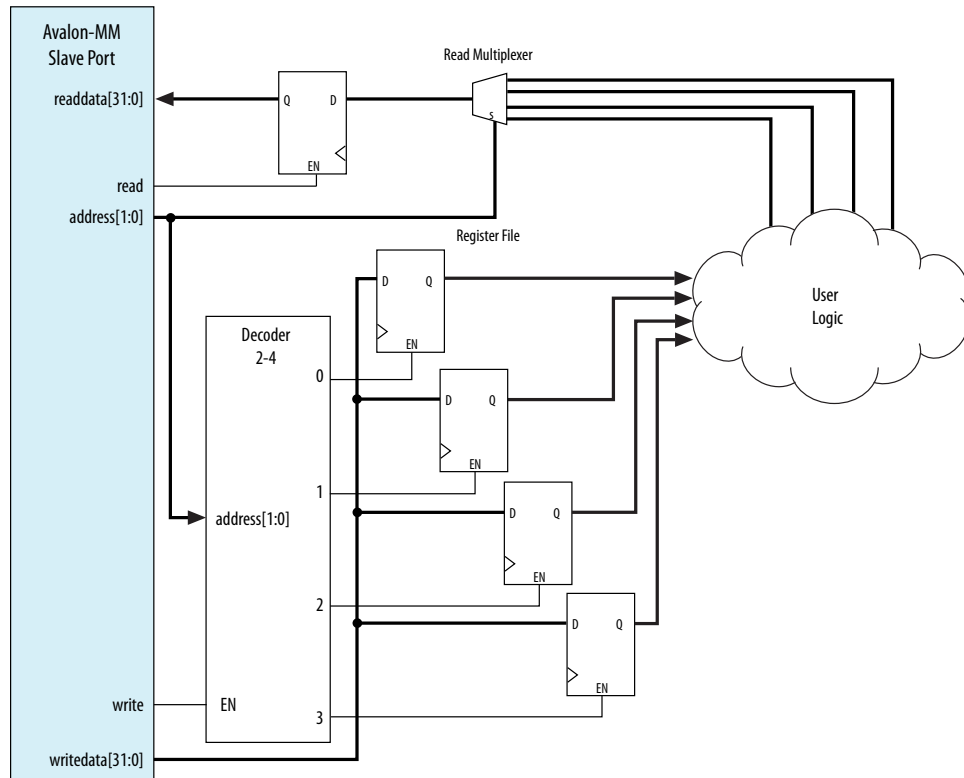 Avalon-MM
Slave Port
Read Multiplexer
readdata[31:0]
Q
D
s
EN
read
address[1:0]
Register File
D
Q
User
Logic
Decoder
2-4
EN
0
D
Q
EN
1
address[1:0]
D
Q
EN
2
D
Q
EN
write
EN
3
writedata[31:0]